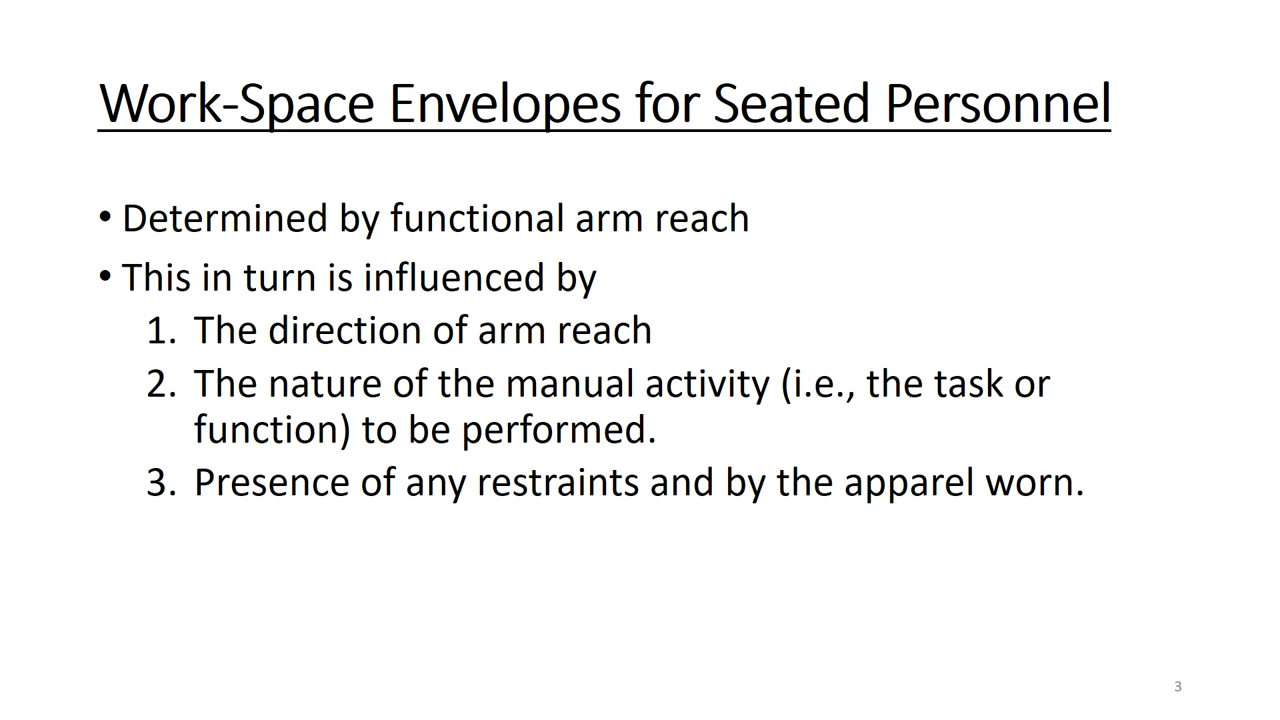 Work-Space Envelopes for Seated Personnel
• Determined by functional arm reach
• This in turn is influenced by
1. The direction of arm reach
2. The nature of the manual activity (i.e., the task or
function) to be performed.
3. Presence of any restraints and by the apparel worn.
3